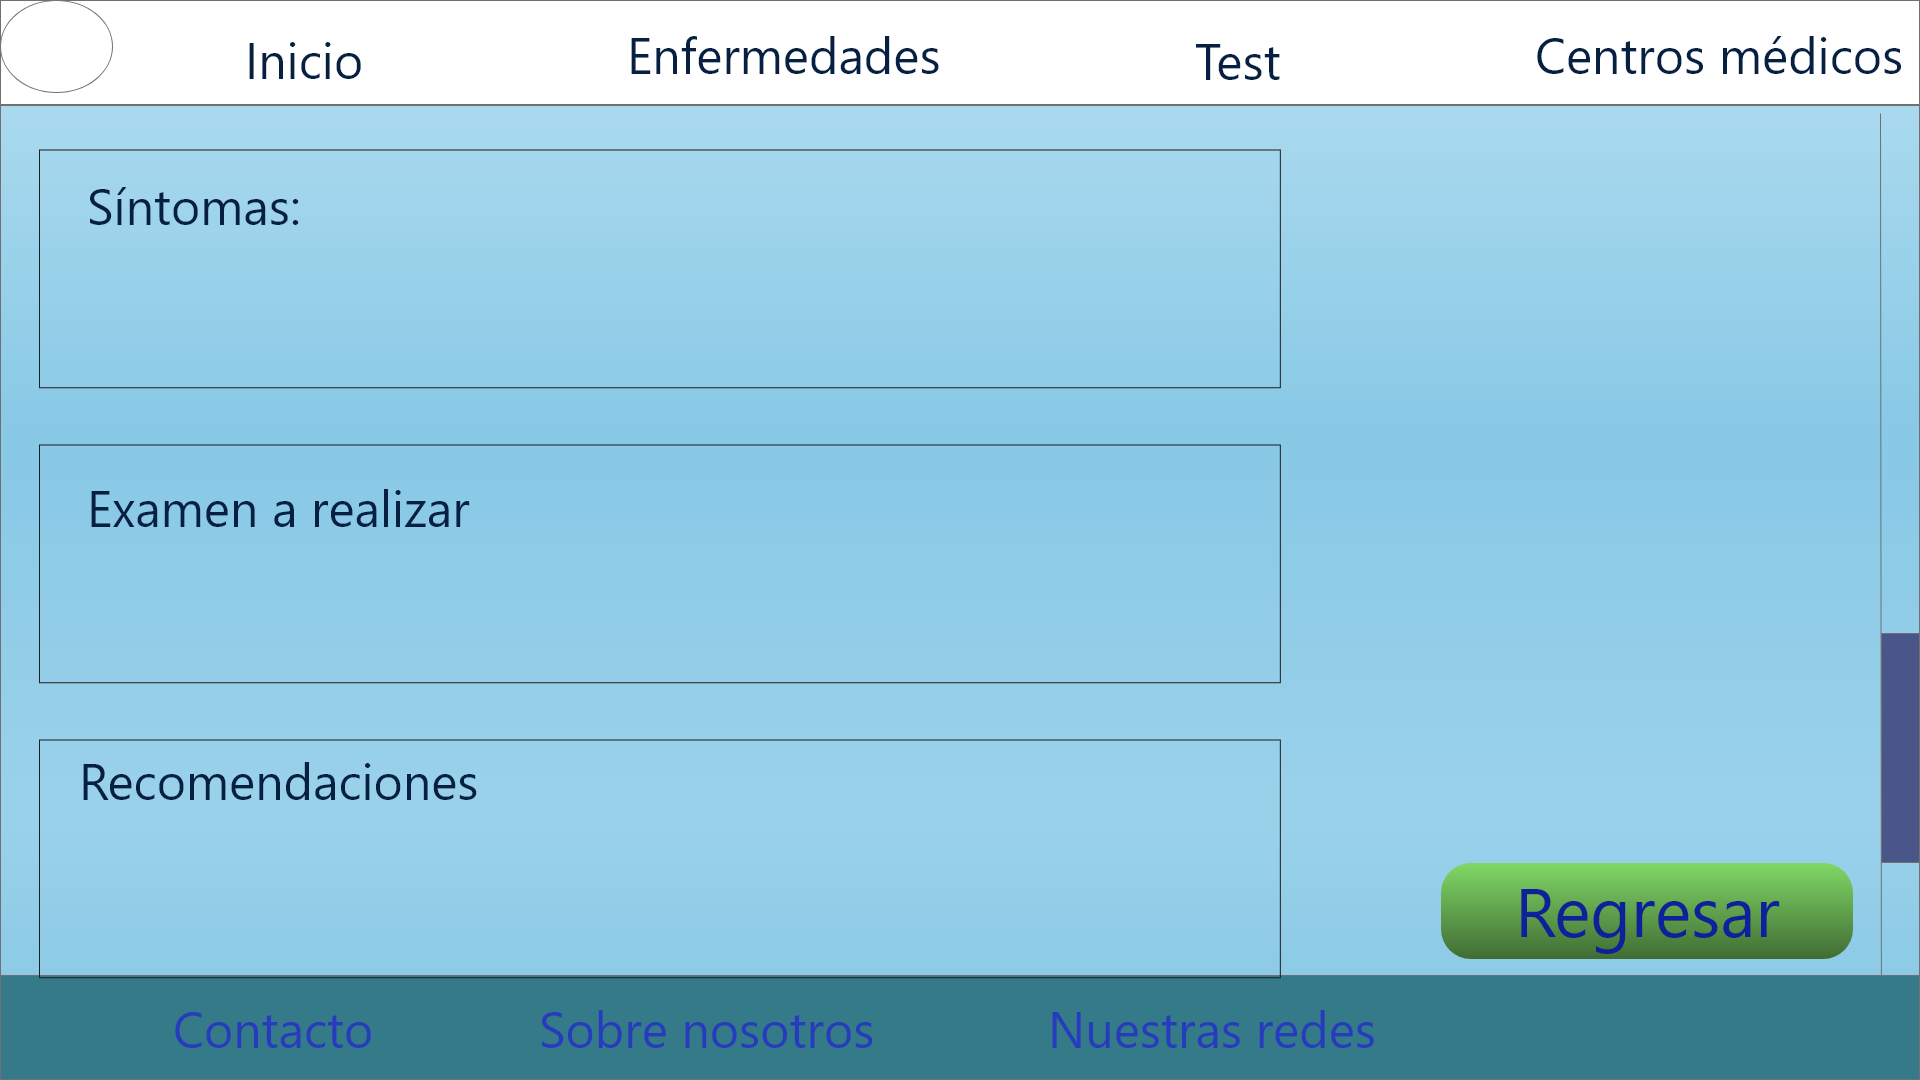 Inicio
Enfermedades
Test
Centros médicos
Síntomas:
Examen a realizar
Recomendaciones
Regresar
Contacto
Sobre nosotros
Nuestras redes